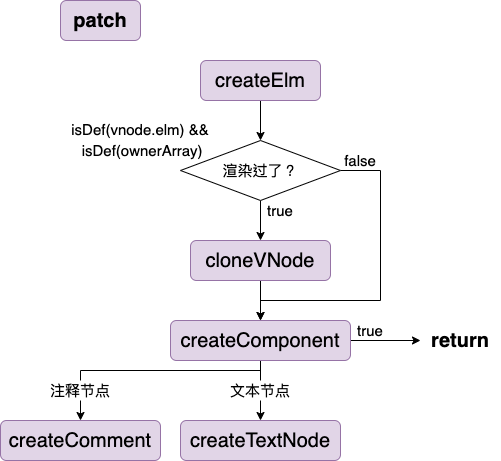 patch
createElm
isDef(vnode.elm) &&
isDef(ownerArray)
渲染过了？
false
true
cloneVNode
createComponent
true
return
注释节点
文本节点
createComment
createTextNode